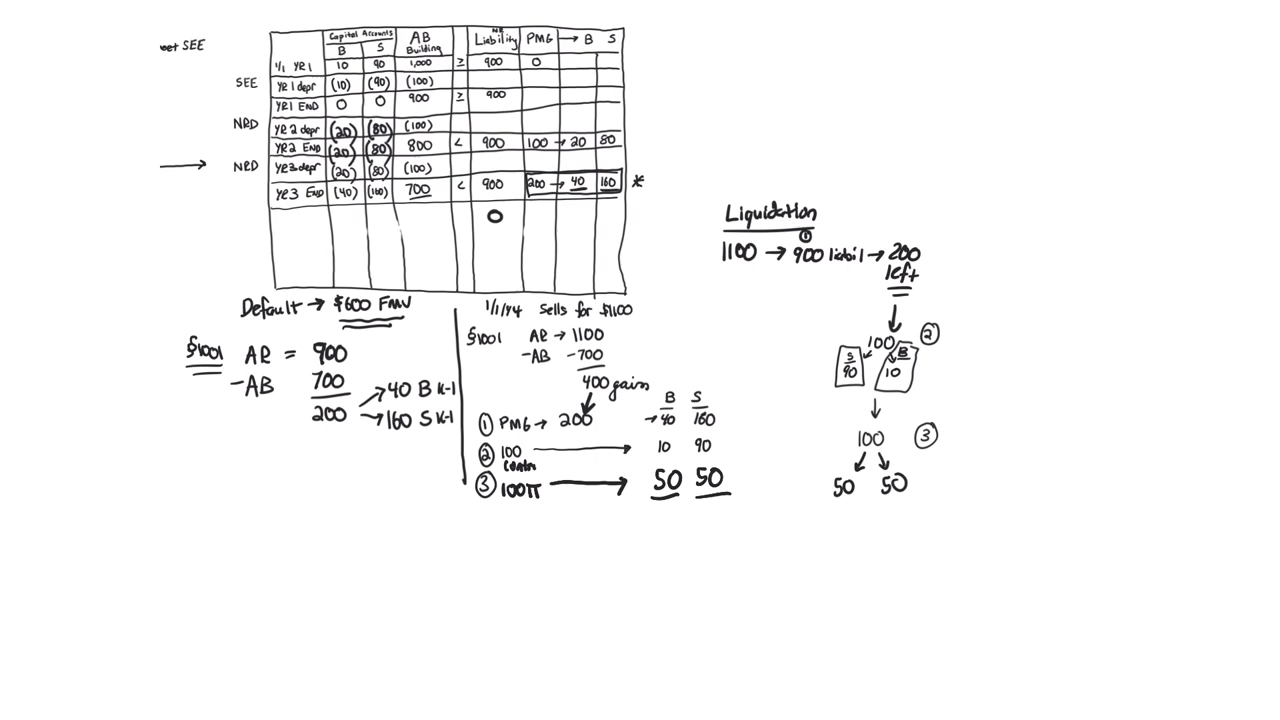 SEE
Capital Accounts AB NR Liability PMG → B S
B S Building
1/1 YR1 10 90 1,000 ≥ 900 0
SEE YR1 depr (10) (90) (100)
YR1 END 0 0 900 ≥ 900
NRD YR2 depr (20) (80) (100)
YR2 END (20) (80) 800 < 900 100 → 20 80
→ NRD YR3 depr (20) (80) (100)
YR3 END (40) (160) 700 < 900 200 → 40 160 *
0
Default → $600 FMV
§1001 AR = 900
-AB 700
200 → 40 B K-1
→ 160 S K-1
1/1/Y4 Sells for $1100
§1001 AR → 1100
-AB -700
400 gains
B S
① PMG → 200 → 40 160
② 100 contr → 10 90
③ 100π → 50 50
Liquidation
①
1100 → 900 liabil → 200
left
100 ②
S 90 B 10
100 ③
50 50